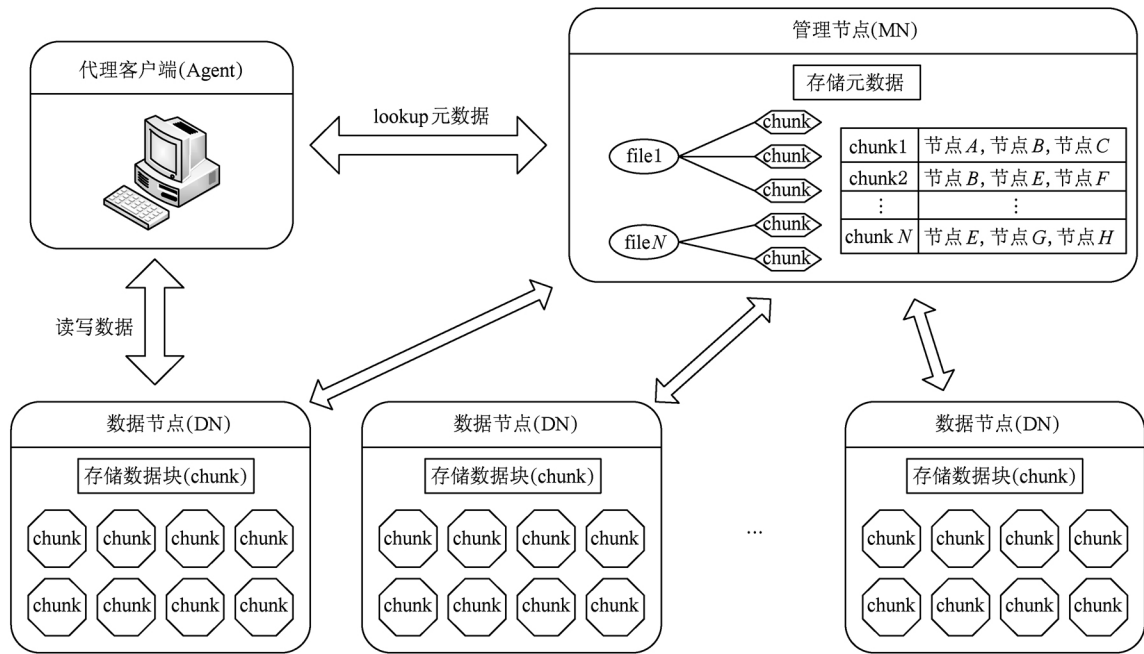 代理客户端(Agent)
lookup元数据
管理节点(MN)
存储元数据
file1
chunk
chunk
chunk
fileN
chunk
chunk
chunk1 节点A,节点B,节点C
chunk2 节点B,节点E,节点F
⋮ ⋮
chunk N 节点E,节点G,节点H
读写数据
数据节点(DN)
存储数据块(chunk)
chunk chunk chunk chunk
chunk chunk chunk chunk
数据节点(DN)
存储数据块(chunk)
chunk chunk chunk chunk
chunk chunk chunk chunk
...
数据节点(DN)
存储数据块(chunk)
chunk chunk chunk chunk
chunk chunk chunk chunk